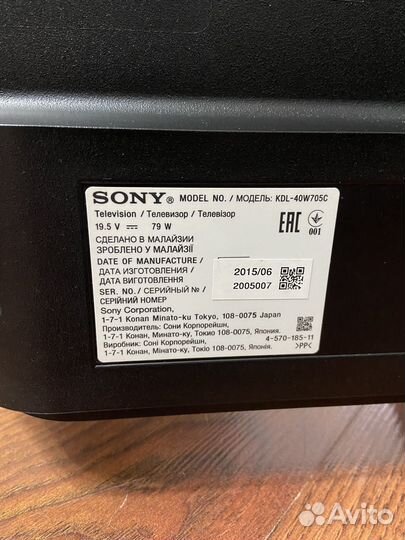 SONY® MODEL NO. / МОДЕЛЬ: KDL-40W705C
Television / Телевизор / Телевізор
19.5 V ⎓ 79 W
EAC
001
СДЕЛАНО В МАЛАЙЗИИ
ЗРОБЛЕНО У МАЛАЙЗІЇ
DATE OF MANUFACTURE /
ДАТА ИЗГОТОВЛЕНИЯ /
ДАТА ВИГОТОВЛЕННЯ
2015/06
SER. NO. / СЕРИЙНЫЙ № /
СЕРІЙНИЙ НОМЕР
2005007
Sony Corporation,
1-7-1 Konan Minato-ku Tokyo, 108-0075 Japan
Производитель: Сони Корпорейшн,
1-7-1 Конан, Минато-ку, Токио 108-0075, Япония.
Виробник: Соні Корпорейшн,
1-7-1 Конан, Мінато-ку, Токіо 108-0075, Японія.
4-570-185-11
>PP<
Avito